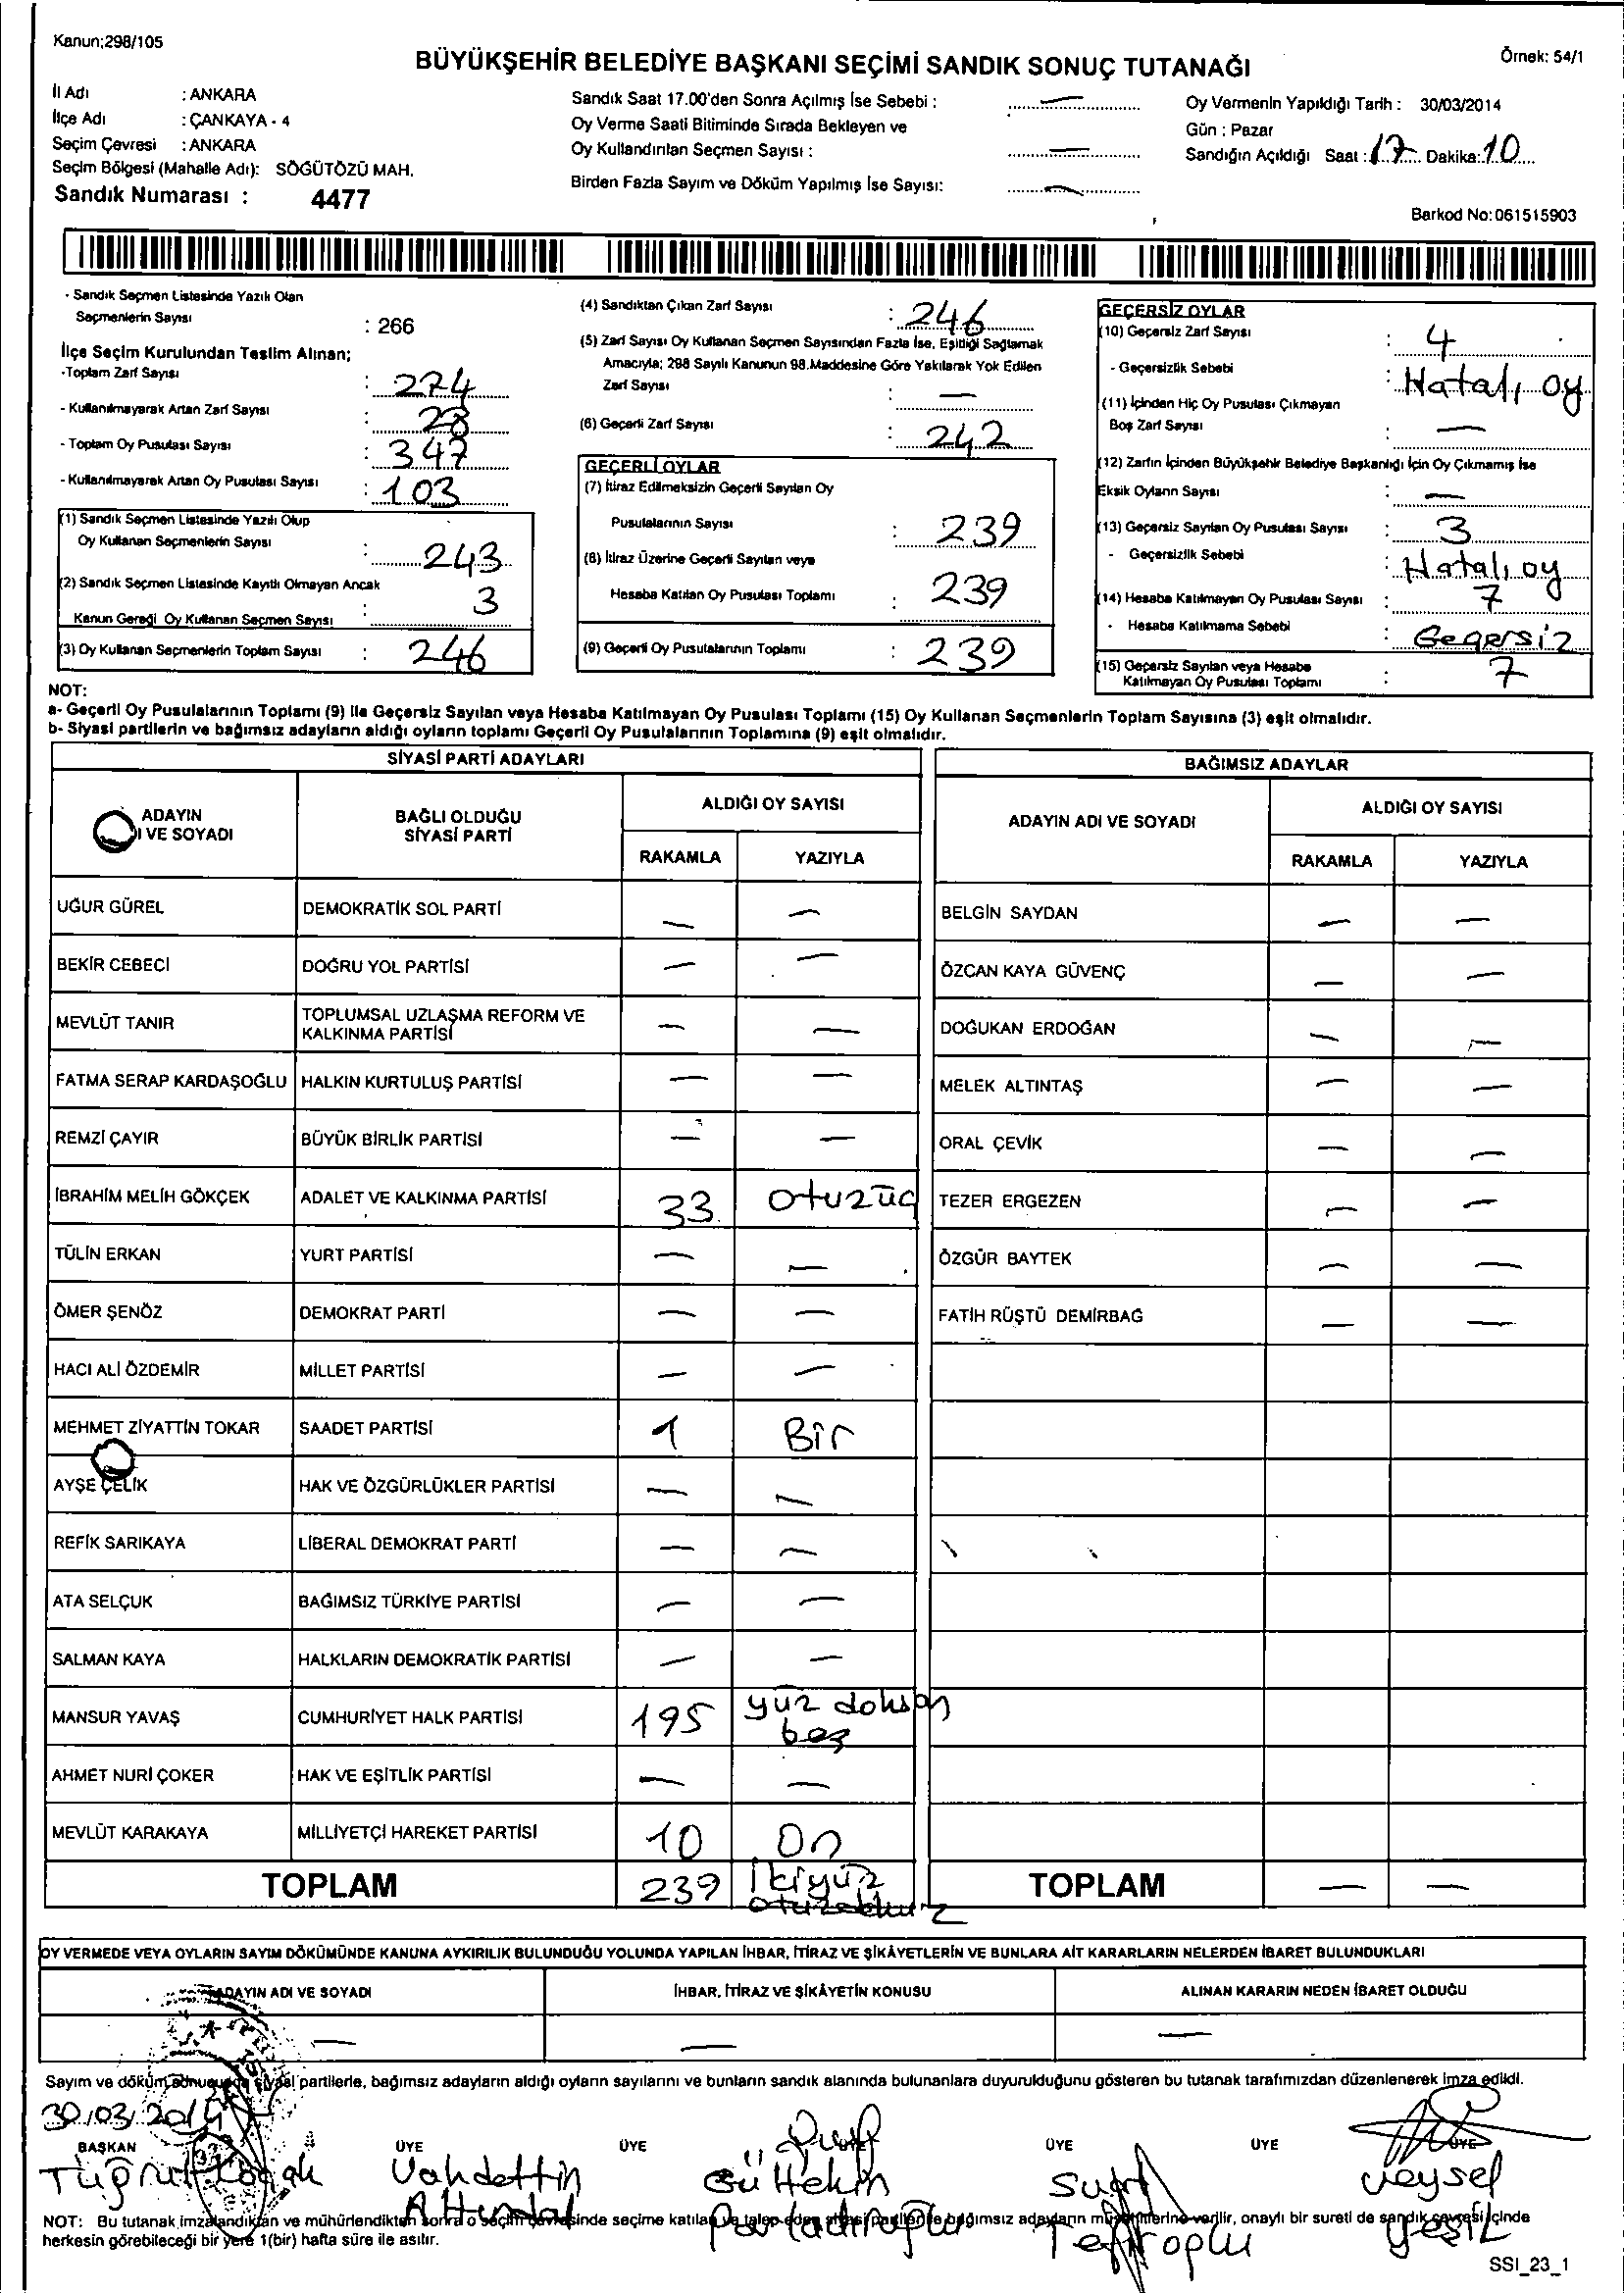 Kanun;298/105
BÜYÜKŞEHİR BELEDİYE BAŞKANI SEÇİMİ SANDIK SONUÇ TUTANAĞI
Örnek: 54/1
İl Adı : ANKARA
İlçe Adı : ÇANKAYA - 4
Seçim Çevresi : ANKARA
Seçim Bölgesi (Mahalle Adı): SÖĞÜTÖZÜ MAH.
Sandık Numarası : 4477
Sandık Saat 17.00'den Sonra Açılmış İse Sebebi : —
Oy Verme Saati Bitiminde Sırada Bekleyen ve
Oy Kullandırılan Seçmen Sayısı : —
Birden Fazla Sayım ve Döküm Yapılmış İse Sayısı: —
Oy Vermenin Yapıldığı Tarih : 30/03/2014
Gün : Pazar
Sandığın Açıldığı Saat : 17 Dakika: 10
Barkod No:061515903
- Sandık Seçmen Listesinde Yazılı Olan
Seçmenlerin Sayısı : 266
İlçe Seçim Kurulundan Teslim Alınan;
-Toplam Zarf Sayısı : 274
- Kullanılmayarak Artan Zarf Sayısı : 28
- Toplam Oy Pusulası Sayısı : 347
- Kullanılmayarak Artan Oy Pusulası Sayısı : 103
(1) Sandık Seçmen Listesinde Yazılı Olup
Oy Kullanan Seçmenlerin Sayısı : 243
(2) Sandık Seçmen Listesinde Kayıtlı Olmayan Ancak
Kanun Gereği Oy Kullanan Seçmen Sayısı : 3
(3) Oy Kullanan Seçmenlerin Toplam Sayısı : 246
(4) Sandıktan Çıkan Zarf Sayısı : 246
(5) Zarf Sayısı Oy Kullanan Seçmen Sayısından Fazla İse, Eşitliği Sağlamak
Amacıyla; 298 Sayılı Kanunun 98.Maddesine Göre Yakılarak Yok Edilen
Zarf Sayısı : —
(6) Geçerli Zarf Sayısı : 242
GEÇERLİ OYLAR
(7) İtiraz Edilmeksizin Geçerli Sayılan Oy
Pusulalarının Sayısı : 239
(8) İtiraz Üzerine Geçerli Sayılan veya
Hesaba Katılan Oy Pusulası Toplamı : 239
(9) Geçerli Oy Pusulalarının Toplamı : 239
GEÇERSİZ OYLAR
(10) Geçersiz Zarf Sayısı : 4
- Geçersizlik Sebebi : Hatalı oy
(11) İçinden Hiç Oy Pusulası Çıkmayan
Boş Zarf Sayısı : —
(12) Zarfın İçinden Büyükşehir Belediye Başkanlığı İçin Oy Çıkmamış İse
Eksik Oyların Sayısı : —
(13) Geçersiz Sayılan Oy Pusulası Sayısı : 3
- Geçersizlik Sebebi : Hatalı oy
(14) Hesaba Katılmayan Oy Pusulası Sayısı : 7
- Hesaba Katılmama Sebebi : Geçersiz
(15) Geçersiz Sayılan veya Hesaba
Katılmayan Oy Pusulası Toplamı : 7
NOT:
a- Geçerli Oy Pusulalarının Toplamı (9) ile Geçersiz Sayılan veya Hesaba Katılmayan Oy Pusulası Toplamı (15) Oy Kullanan Seçmenlerin Toplam Sayısına (3) eşit olmalıdır.
b- Siyasi partilerin ve bağımsız adayların aldığı oyların toplamı Geçerli Oy Pusulalarının Toplamına (9) eşit olmalıdır.
SİYASİ PARTİ ADAYLARI
ADAYIN I VE SOYADI
BAĞLI OLDUĞU SİYASİ PARTİ
ALDIĞI OY SAYISI
RAKAMLA YAZIYLA
UĞUR GÜREL DEMOKRATİK SOL PARTİ — —
BEKİR CEBECİ DOĞRU YOL PARTİSİ — —
MEVLÜT TANIR TOPLUMSAL UZLAŞMA REFORM VE KALKINMA PARTİSİ — —
FATMA SERAP KARDAŞOĞLU HALKIN KURTULUŞ PARTİSİ — —
REMZİ ÇAYIR BÜYÜK BİRLİK PARTİSİ — —
İBRAHİM MELİH GÖKÇEK ADALET VE KALKINMA PARTİSİ 33 otuzüç
TÜLİN ERKAN YURT PARTİSİ — —
ÖMER ŞENÖZ DEMOKRAT PARTİ — —
HACI ALİ ÖZDEMİR MİLLET PARTİSİ — —
MEHMET ZİYATTİN TOKAR SAADET PARTİSİ 1 Bir
AYŞE ÇELİK HAK VE ÖZGÜRLÜKLER PARTİSİ — —
REFİK SARIKAYA LİBERAL DEMOKRAT PARTİ — —
ATA SELÇUK BAĞIMSIZ TÜRKİYE PARTİSİ — —
SALMAN KAYA HALKLARIN DEMOKRATİK PARTİSİ — —
MANSUR YAVAŞ CUMHURİYET HALK PARTİSİ 195 yüz doksan beş
AHMET NURİ ÇOKER HAK VE EŞİTLİK PARTİSİ — —
MEVLÜT KARAKAYA MİLLİYETÇİ HAREKET PARTİSİ 10 On
TOPLAM 239 ikiyüz
BAĞIMSIZ ADAYLAR
ADAYIN ADI VE SOYADI
ALDIĞI OY SAYISI
RAKAMLA YAZIYLA
BELGİN SAYDAN — —
ÖZCAN KAYA GÜVENÇ — —
DOĞUKAN ERDOĞAN — —
MELEK ALTINTAŞ — —
ORAL ÇEVİK — —
TEZER ERGEZEN — —
ÖZGÜR BAYTEK — —
FATİH RÜŞTÜ DEMİRBAĞ — —
TOPLAM — —
OY VERMEDE VEYA OYLARIN SAYIM DÖKÜMÜNDE KANUNA AYKIRILIK BULUNDUĞU YOLUNDA YAPILAN İHBAR, İTİRAZ VE ŞİKÂYETLERİN VE BUNLARA AİT KARARLARIN NELERDEN İBARET BULUNDUKLARI
ADAYIN ADI VE SOYADI
İHBAR, İTİRAZ VE ŞİKÂYETİN KONUSU
ALINAN KARARIN NEDEN İBARET OLDUĞU
— — —
Sayım ve döküm sonucunda siyasi partilerle, bağımsız adayların aldığı oyların sayılarını ve bunların sandık alanında bulunanlara duyurulduğunu gösteren bu tutanak tarafımızdan düzenlenerek imza edildi.
30/03/2014
BAŞKAN ÜYE ÜYE ÜYE ÜYE ÜYE
Tuğrul
Vahdettin
Gültekin
Suat Tefiroğlu
Veysel YEŞİL
NOT: Bu tutanak imzalandıktan ve mühürlendikten sonra o seçim çevresinde seçime katılan ve talep eden siyasi partilerle bağımsız adayların müşahitlerine verilir, onaylı bir sureti de sandık çevresi içinde
herkesin görebileceği bir yere 1(bir) hafta süre ile asılır.
SSI_23_1